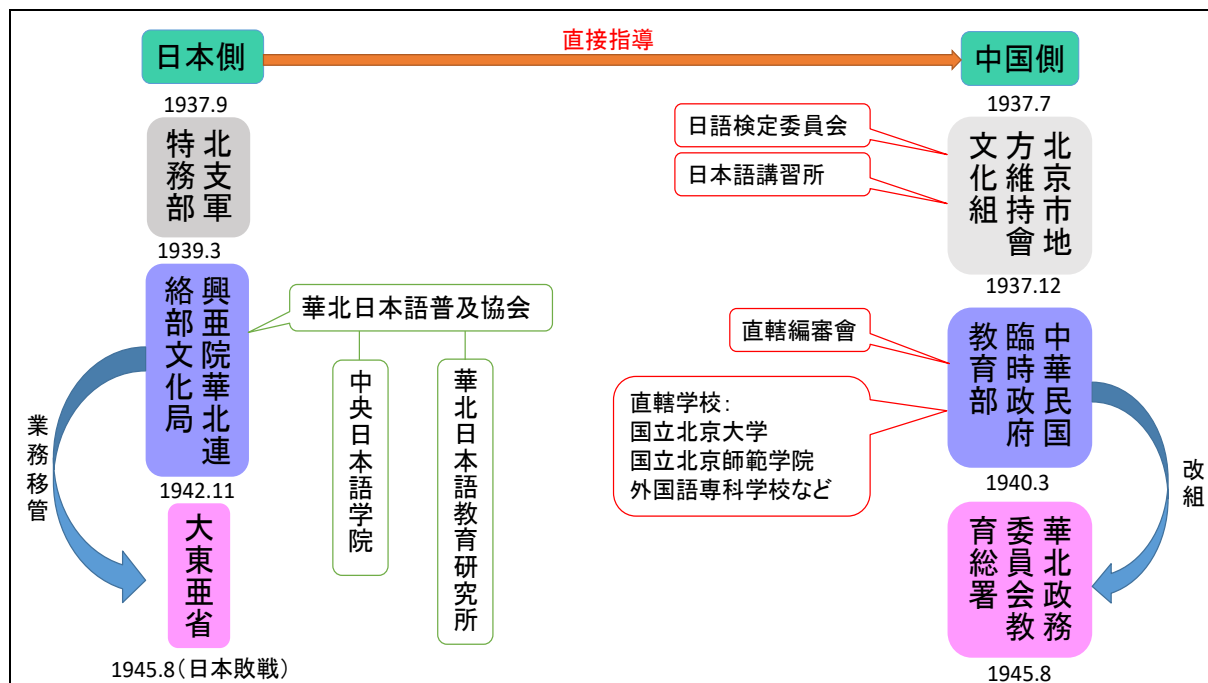 日本側
直接指導
中国側
1937.9
北支軍
特務部
1939.3
興亜院華北連
絡部文化局
1942.11
大東亜省
1945.8(日本敗戦)
業務移管
華北日本語普及協会
中央日本語学院
華北日本語教育研究所
1937.7
北京市地
方維持會
文化組
日語検定委員会
日本語講習所
1937.12
中華民国
臨時政府
教育部
直轄編審會
直轄学校:
国立北京大学
国立北京師範学院
外国語専科学校など
1940.3
華北政務
委員会教
育総署
1945.8
改組